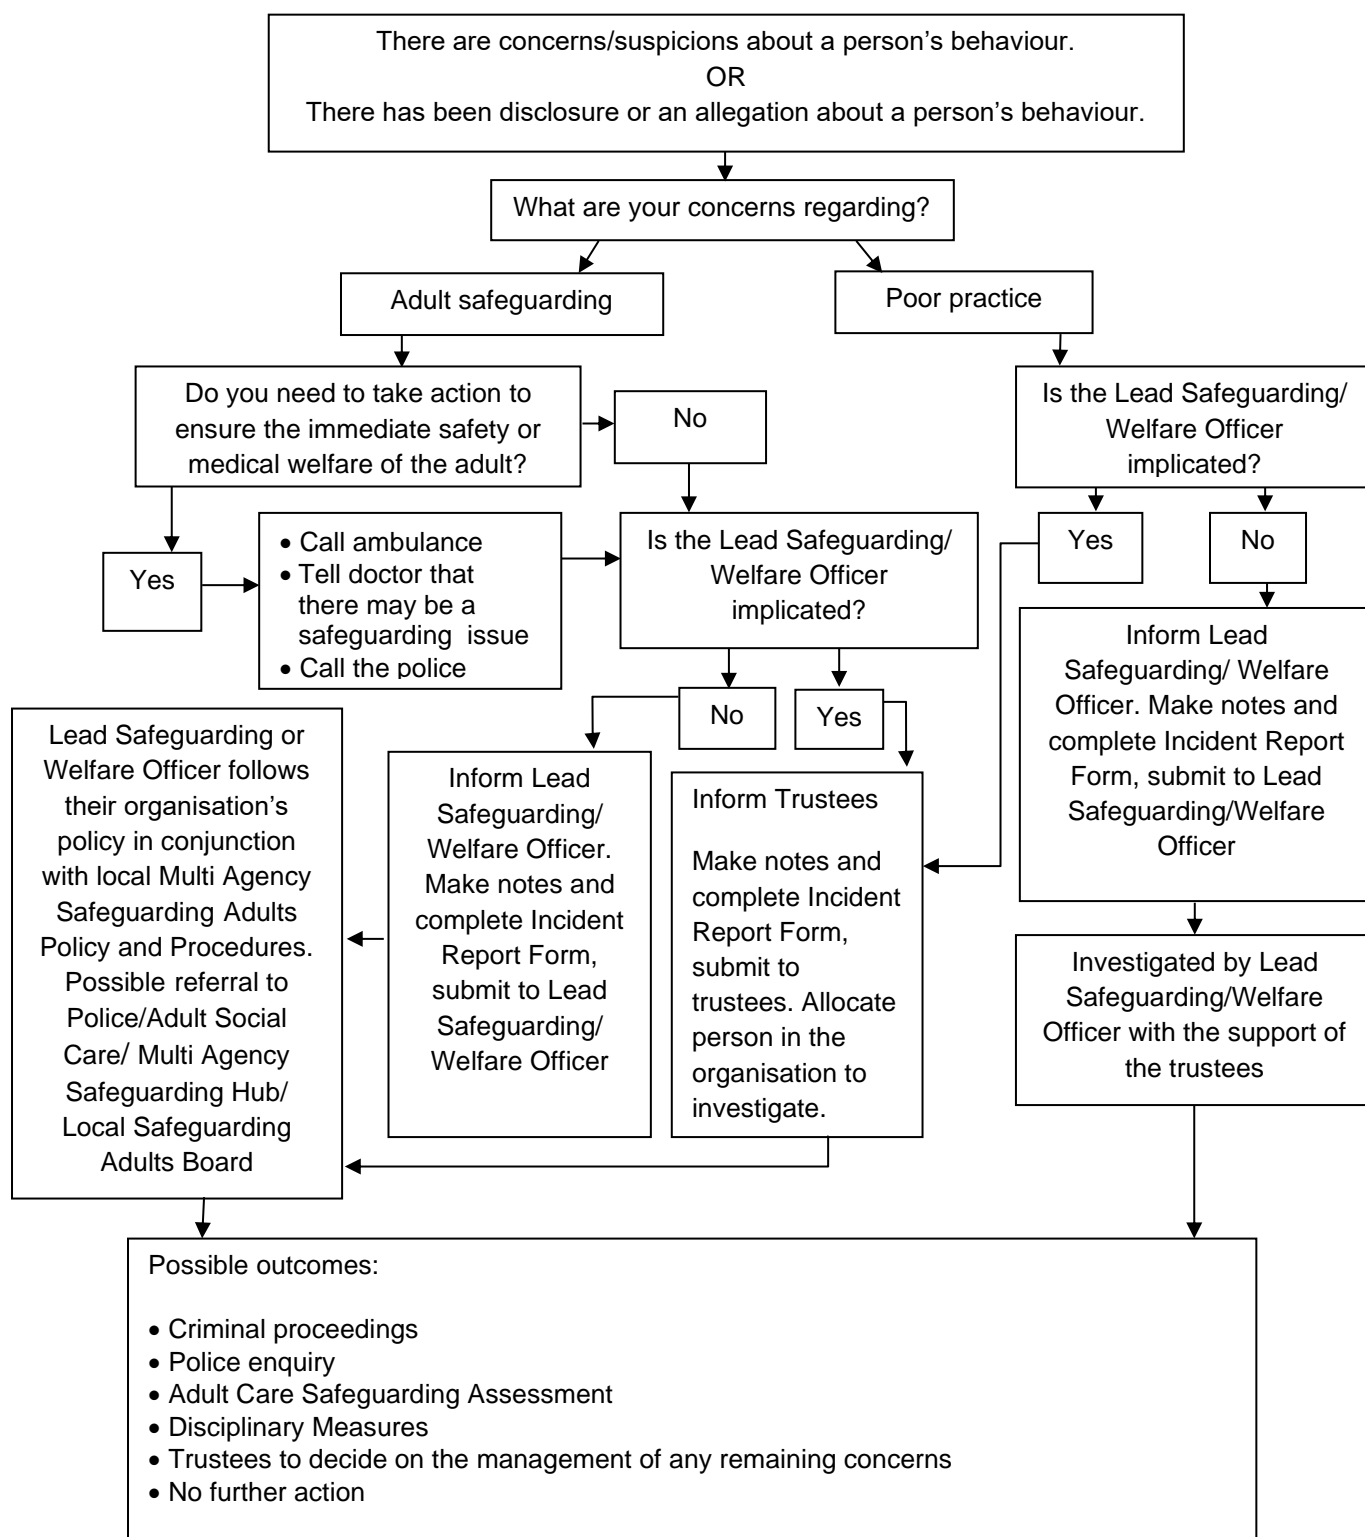 There are concerns/suspicions about a person’s behaviour.
OR
There has been disclosure or an allegation about a person’s behaviour.
What are your concerns regarding?
Adult safeguarding
Poor practice
Do you need to take action to
ensure the immediate safety or
medical welfare of the adult?
No
Is the Lead Safeguarding/
Welfare Officer
implicated?
Yes
• Call ambulance
• Tell doctor that
there may be a
safeguarding issue
• Call the police
Is the Lead Safeguarding/
Welfare Officer
implicated?
Yes
No
No
Yes
Inform Lead
Safeguarding/ Welfare
Officer. Make notes and
complete Incident Report
Form, submit to Lead
Safeguarding/Welfare
Officer
Lead Safeguarding or
Welfare Officer follows
their organisation’s
policy in conjunction
with local Multi Agency
Safeguarding Adults
Policy and Procedures.
Possible referral to
Police/Adult Social
Care/ Multi Agency
Safeguarding Hub/
Local Safeguarding
Adults Board
Inform Lead
Safeguarding/
Welfare Officer.
Make notes and
complete Incident
Report Form,
submit to Lead
Safeguarding/
Welfare Officer
Inform Trustees
Make notes and
complete Incident
Report Form,
submit to
trustees. Allocate
person in the
organisation to
investigate.
Investigated by Lead
Safeguarding/Welfare
Officer with the support of
the trustees
Possible outcomes:
• Criminal proceedings
• Police enquiry
• Adult Care Safeguarding Assessment
• Disciplinary Measures
• Trustees to decide on the management of any remaining concerns
• No further action